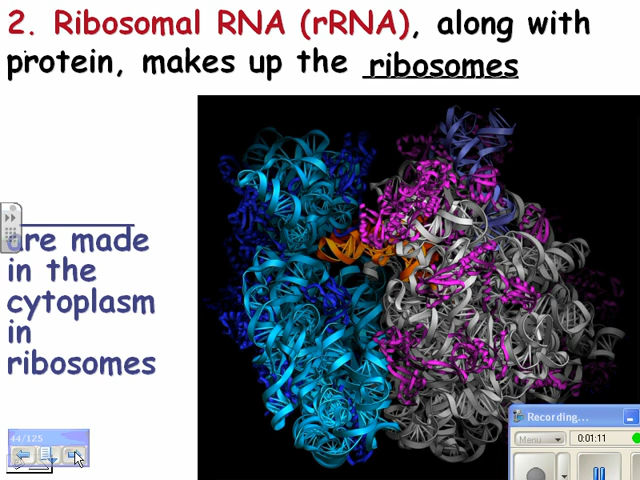 2. Ribosomal RNA (rRNA), along with
protein, makes up the ribosomes
are made
in the
cytoplasm
in
ribosomes
44/125
Recording...
Menu
0:01:11